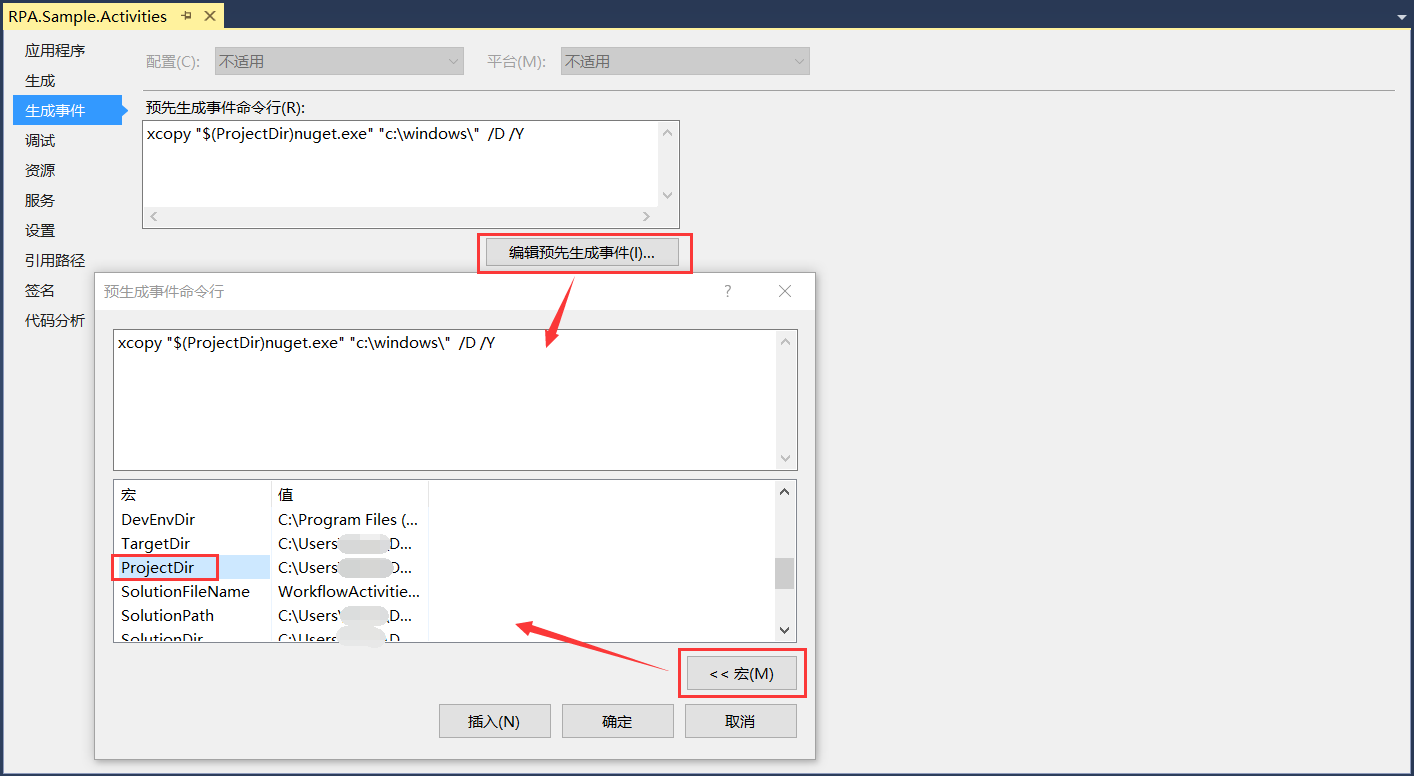 RPA.Sample.Activities
应用程序
生成
生成事件
调试
资源
服务
设置
引用路径
签名
代码分析
配置(C): 不适用 平台(M): 不适用
预先生成事件命令行(R):
xcopy "$(ProjectDir)nuget.exe" "c:\windows\" /D /Y
编辑预先生成事件(I)...
预生成事件命令行
?
xcopy "$(ProjectDir)nuget.exe" "c:\windows\" /D /Y
宏 值
DevEnvDir C:\Program Files (...
TargetDir C:\Users D...
ProjectDir C:\Users D...
SolutionFileName WorkflowActivitie...
SolutionPath C:\Users\ D...
SolutionDir C:\Users D
<< 宏(M)
插入(N) 确定 取消